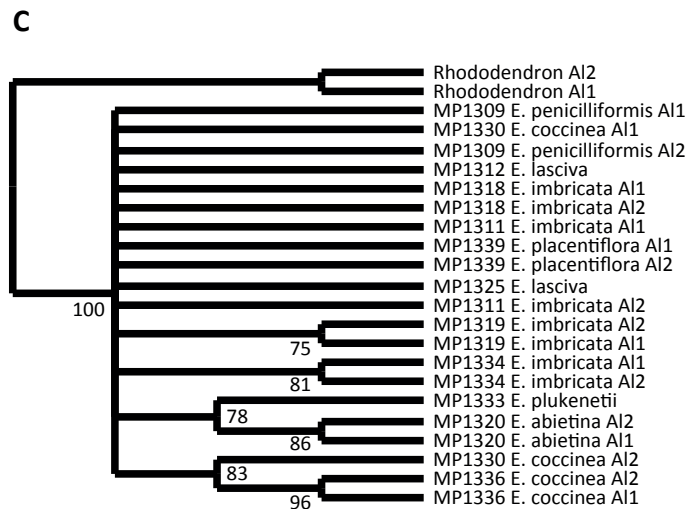 C
Rhododendron Al2
Rhododendron Al1
MP1309 E. penicilliformis Al1
MP1330 E. coccinea Al1
MP1309 E. penicilliformis Al2
MP1312 E. lasciva
MP1318 E. imbricata Al1
MP1318 E. imbricata Al2
MP1311 E. imbricata Al1
MP1339 E. placentiflora Al1
MP1339 E. placentiflora Al2
MP1325 E. lasciva
100
MP1311 E. imbricata Al2
MP1319 E. imbricata Al2
75
MP1319 E. imbricata Al1
MP1334 E. imbricata Al1
81
MP1334 E. imbricata Al2
MP1333 E. plukenetii
78
MP1320 E. abietina Al2
86
MP1320 E. abietina Al1
MP1330 E. coccinea Al2
83
MP1336 E. coccinea Al2
96
MP1336 E. coccinea Al1